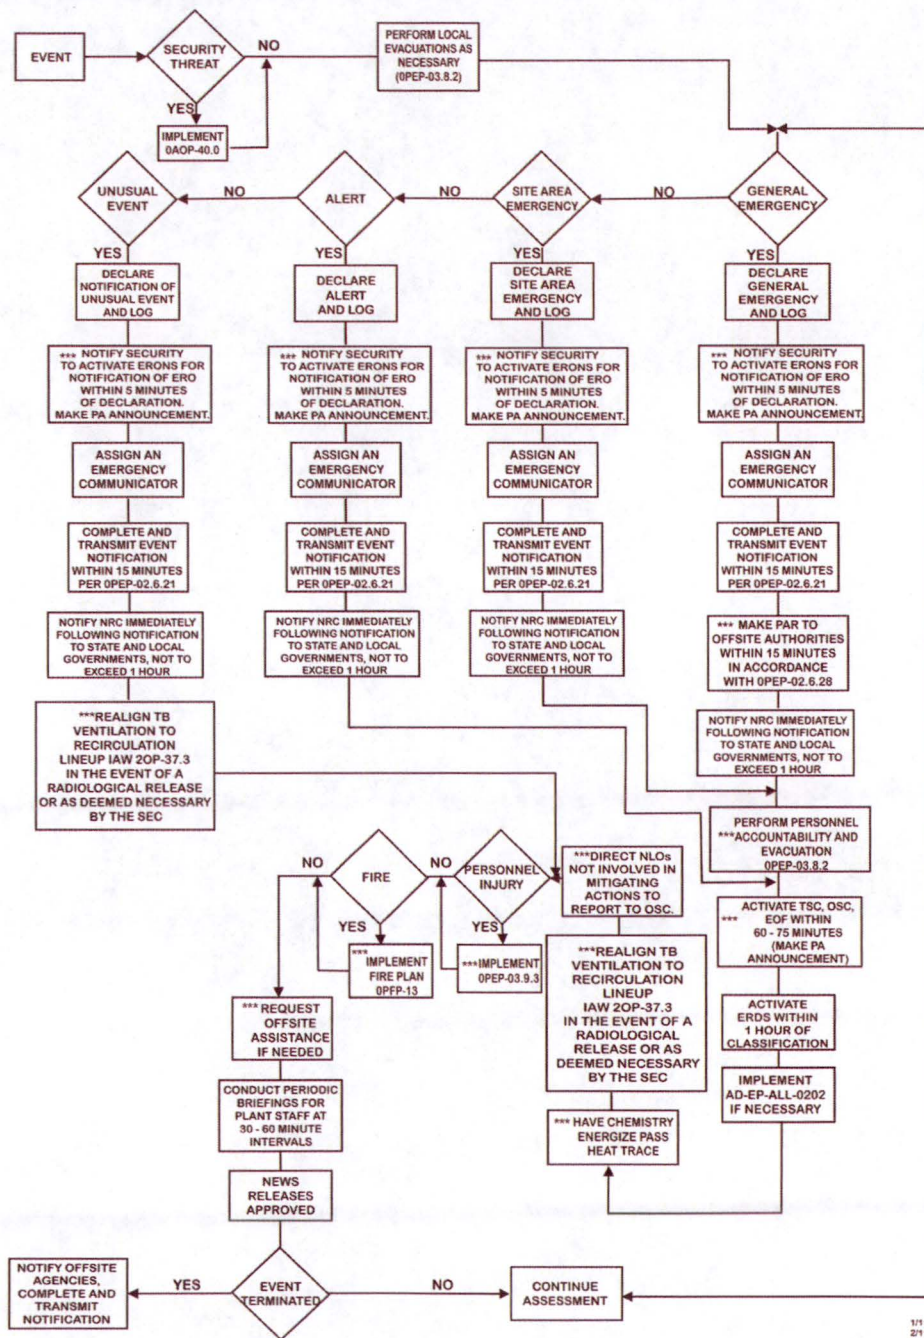 EVENT
SECURITY
THREAT
NO
YES
IMPLEMENT
0AOP-40.0
PERFORM LOCAL
EVACUATIONS AS
NECESSARY
(0PEP-03.8.2)
UNUSUAL
EVENT
NO
ALERT
NO
SITE AREA
EMERGENCY
NO
GENERAL
EMERGENCY
YES
YES
YES
YES
DECLARE
NOTIFICATION OF
UNUSUAL EVENT
AND LOG
DECLARE
ALERT
AND LOG
DECLARE
SITE AREA
EMERGENCY
AND LOG
DECLARE
GENERAL
EMERGENCY
AND LOG
*** NOTIFY SECURITY
TO ACTIVATE ERONS FOR
NOTIFICATION OF ERO
WITHIN 5 MINUTES
OF DECLARATION.
MAKE PA ANNOUNCEMENT.
*** NOTIFY SECURITY
TO ACTIVATE ERONS FOR
NOTIFICATION OF ERO
WITHIN 5 MINUTES
OF DECLARATION.
MAKE PA ANNOUNCEMENT.
*** NOTIFY SECURITY
TO ACTIVATE ERONS FOR
NOTIFICATION OF ERO
WITHIN 5 MINUTES
OF DECLARATION.
MAKE PA ANNOUNCEMENT.
*** NOTIFY SECURITY
TO ACTIVATE ERONS FOR
NOTIFICATION OF ERO
WITHIN 5 MINUTES
OF DECLARATION.
MAKE PA ANNOUNCEMENT.
ASSIGN AN
EMERGENCY
COMMUNICATOR
ASSIGN AN
EMERGENCY
COMMUNICATOR
ASSIGN AN
EMERGENCY
COMMUNICATOR
ASSIGN AN
EMERGENCY
COMMUNICATOR
COMPLETE AND
TRANSMIT EVENT
NOTIFICATION
WITHIN 15 MINUTES
PER 0PEP-02.6.21
COMPLETE AND
TRANSMIT EVENT
NOTIFICATION
WITHIN 15 MINUTES
PER 0PEP-02.6.21
COMPLETE AND
TRANSMIT EVENT
NOTIFICATION
WITHIN 15 MINUTES
PER 0PEP-02.6.21
COMPLETE AND
TRANSMIT EVENT
NOTIFICATION
WITHIN 15 MINUTES
PER 0PEP-02.6.21
NOTIFY NRC IMMEDIATELY
FOLLOWING NOTIFICATION
TO STATE AND LOCAL
GOVERNMENTS, NOT TO
EXCEED 1 HOUR
NOTIFY NRC IMMEDIATELY
FOLLOWING NOTIFICATION
TO STATE AND LOCAL
GOVERNMENTS, NOT TO
EXCEED 1 HOUR
NOTIFY NRC IMMEDIATELY
FOLLOWING NOTIFICATION
TO STATE AND LOCAL
GOVERNMENTS, NOT TO
EXCEED 1 HOUR
*** MAKE PAR TO
OFFSITE AUTHORITIES
WITHIN 15 MINUTES
IN ACCORDANCE
WITH 0PEP-02.6.28
***REALIGN TB
VENTILATION TO
RECIRCULATION
LINEUP IAW 2OP-37.3
IN THE EVENT OF A
RADIOLOGICAL RELEASE
OR AS DEEMED NECESSARY
BY THE SEC
NOTIFY NRC IMMEDIATELY
FOLLOWING NOTIFICATION
TO STATE AND LOCAL
GOVERNMENTS, NOT TO
EXCEED 1 HOUR
PERFORM PERSONNEL
***ACCOUNTABILITY AND
EVACUATION
0PEP-03.8.2
NO
FIRE
NO
PERSONNEL
INJURY
***DIRECT NLOs
NOT INVOLVED IN
MITIGATING
ACTIONS TO
REPORT TO OSC.
YES
YES
***IMPLEMENT
FIRE PLAN
0PFP-13
***IMPLEMENT
0PEP-03.9.3
ACTIVATE TSC, OSC,
*** EOF WITHIN
60 - 75 MINUTES
(MAKE PA
ANNOUNCEMENT)
***REALIGN TB
VENTILATION TO
RECIRCULATION
LINEUP
IAW 2OP-37.3
IN THE EVENT OF A
RADIOLOGICAL
RELEASE OR AS
DEEMED NECESSARY
BY THE SEC
*** REQUEST
OFFSITE
ASSISTANCE
IF NEEDED
ACTIVATE
ERDS WITHIN
1 HOUR OF
CLASSIFICATION
CONDUCT PERIODIC
BRIEFINGS FOR
PLANT STAFF AT
30 - 60 MINUTE
INTERVALS
IMPLEMENT
AD-EP-ALL-0202
IF NECESSARY
*** HAVE CHEMISTRY
ENERGIZE PASS
HEAT TRACE
NEWS
RELEASES
APPROVED
NOTIFY OFFSITE
AGENCIES,
COMPLETE AND
TRANSMIT
NOTIFICATION
YES
EVENT
TERMINATED
NO
CONTINUE
ASSESSMENT
1/1
2/1